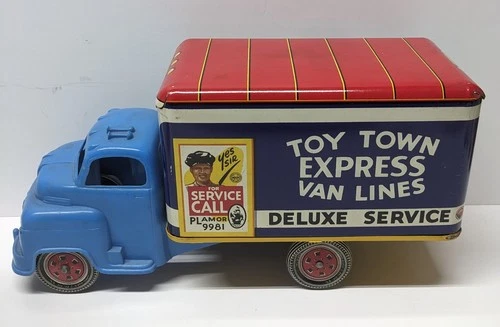 Yes
sir
FOR
SERVICE
CALL
PLAMOR
9981
TOY TOWN
EXPRESS
VAN LINES
DELUXE SERVICE